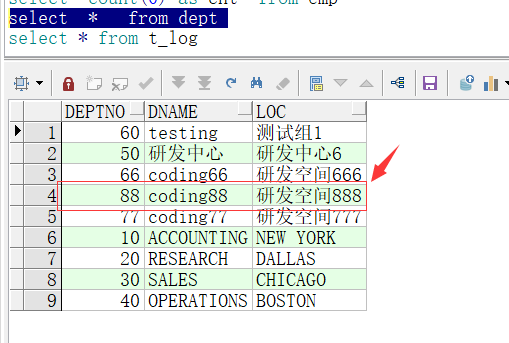 select count(0) as cnt from emp
select * from dept
select * from t_log
DEPTNO DNAME LOC
1 60 testing 测试组1
2 50 研发中心 研发中心6
3 66 coding66 研发空间666
4 88 coding88 研发空间888
5 77 coding77 研发空间777
6 10 ACCOUNTING NEW YORK
7 20 RESEARCH DALLAS
8 30 SALES CHICAGO
9 40 OPERATIONS BOSTON